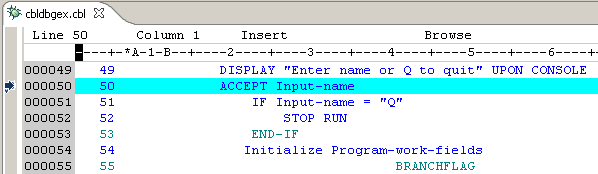 cbldbgex.cbl
Line 50 Column 1 Insert Browse
----+-*A-1-B--+----2----+----3----+----4----+----5----+----6----+
000049 49 DISPLAY "Enter name or Q to quit" UPON CONSOLE
000050 50 ACCEPT Input-name
000051 51 IF Input-name = "Q"
000052 52 STOP RUN
000053 53 END-IF
000054 54 Initialize Program-work-fields
000055 55 BRANCHFLAG